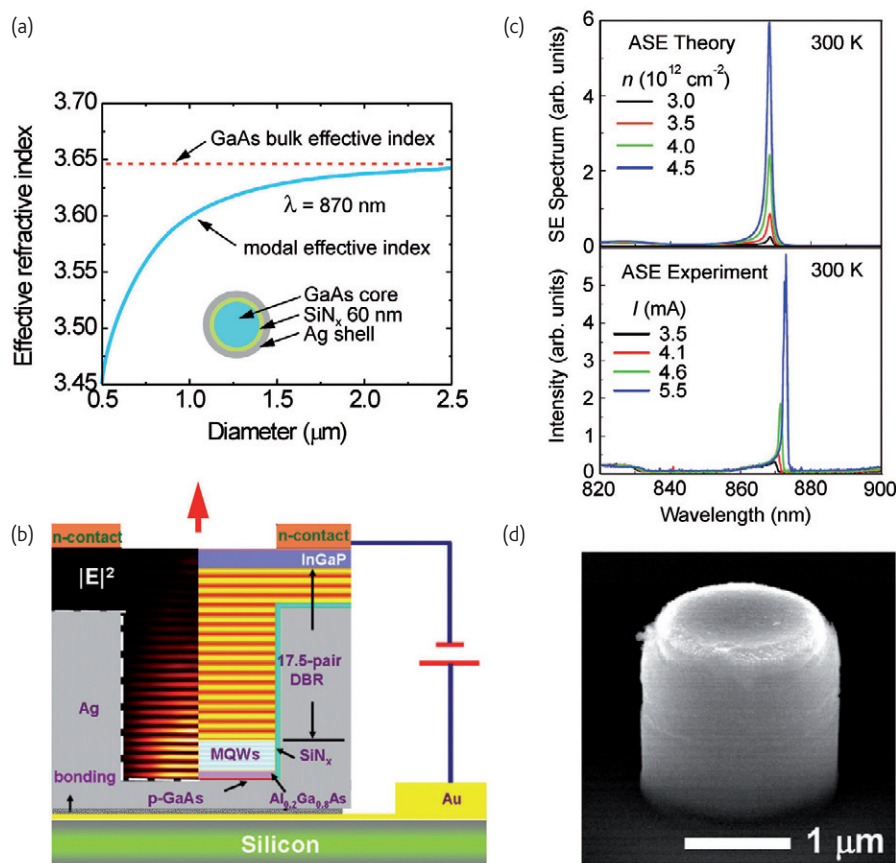 (a)
3.70
3.65
3.60
3.55
3.50
3.45
Effective refractive index
GaAs bulk effective index
λ = 870 nm
modal effective index
GaAs core
SiNₓ 60 nm
Ag shell
0.5
1.0
1.5
2.0
2.5
Diameter (μm)
(b)
n-contact
n-contact
|E|²
InGaP
17.5-pair
DBR
Ag
MQWs
SiNₓ
bonding
p-GaAs
Al₀.₂Ga₀.₈As
Au
Silicon
(c)
SE Spectrum (arb. units)
6
4
2
0
ASE Theory
300 K
n (10¹² cm⁻²)
3.0
3.5
4.0
4.5
Intensity (arb. units)
5
4
3
2
1
0
ASE Experiment
300 K
I (mA)
3.5
4.1
4.6
5.5
820
840
860
880
900
Wavelength (nm)
(d)
1 μm